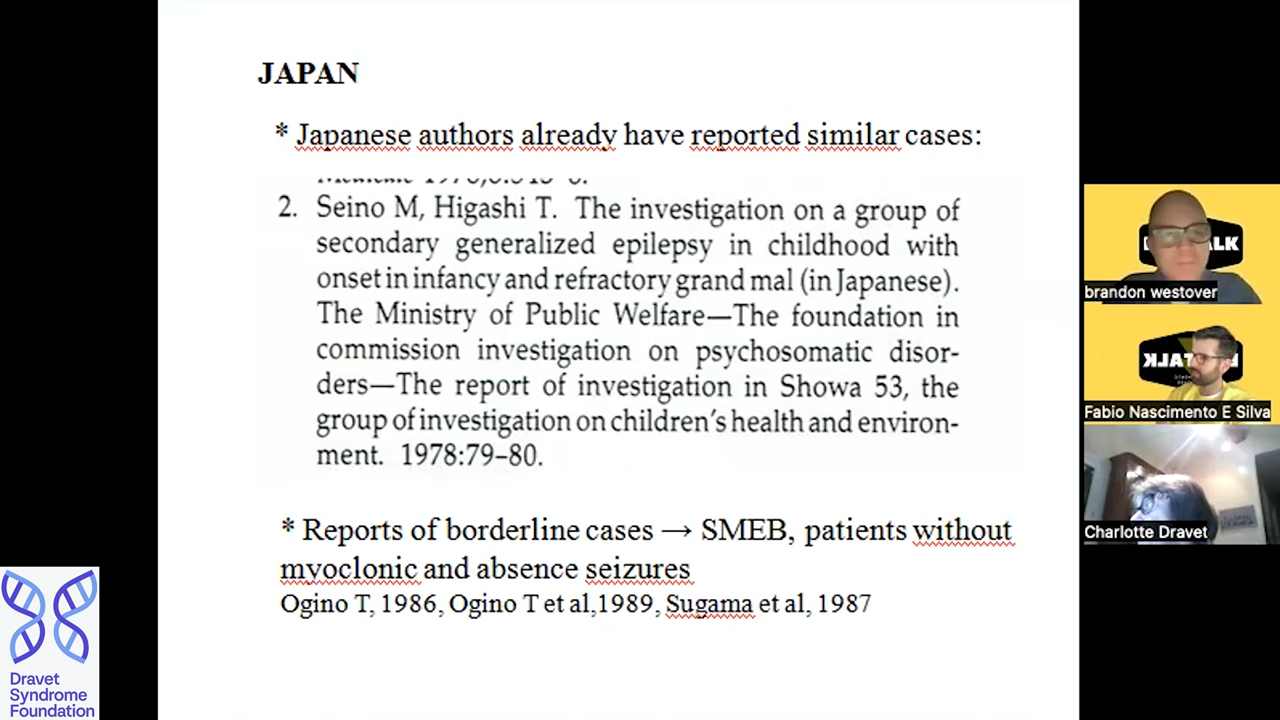 JAPAN
* Japanese authors already have reported similar cases:
2. Seino M, Higashi T. The investigation on a group of
secondary generalized epilepsy in childhood with
onset in infancy and refractory grand mal (in Japanese).
The Ministry of Public Welfare—The foundation in
commission investigation on psychosomatic disor-
ders—The report of investigation in Showa 53, the
group of investigation on children's health and environ-
ment. 1978:79–80.
* Reports of borderline cases → SMEB, patients without
myoclonic and absence seizures
Ogino T, 1986, Ogino T et al,1989, Sugama et al, 1987
ALK
brandon westover
TALK
Fabio Nascimento E Silva
Charlotte Dravet
Dravet
Syndrome
Foundation